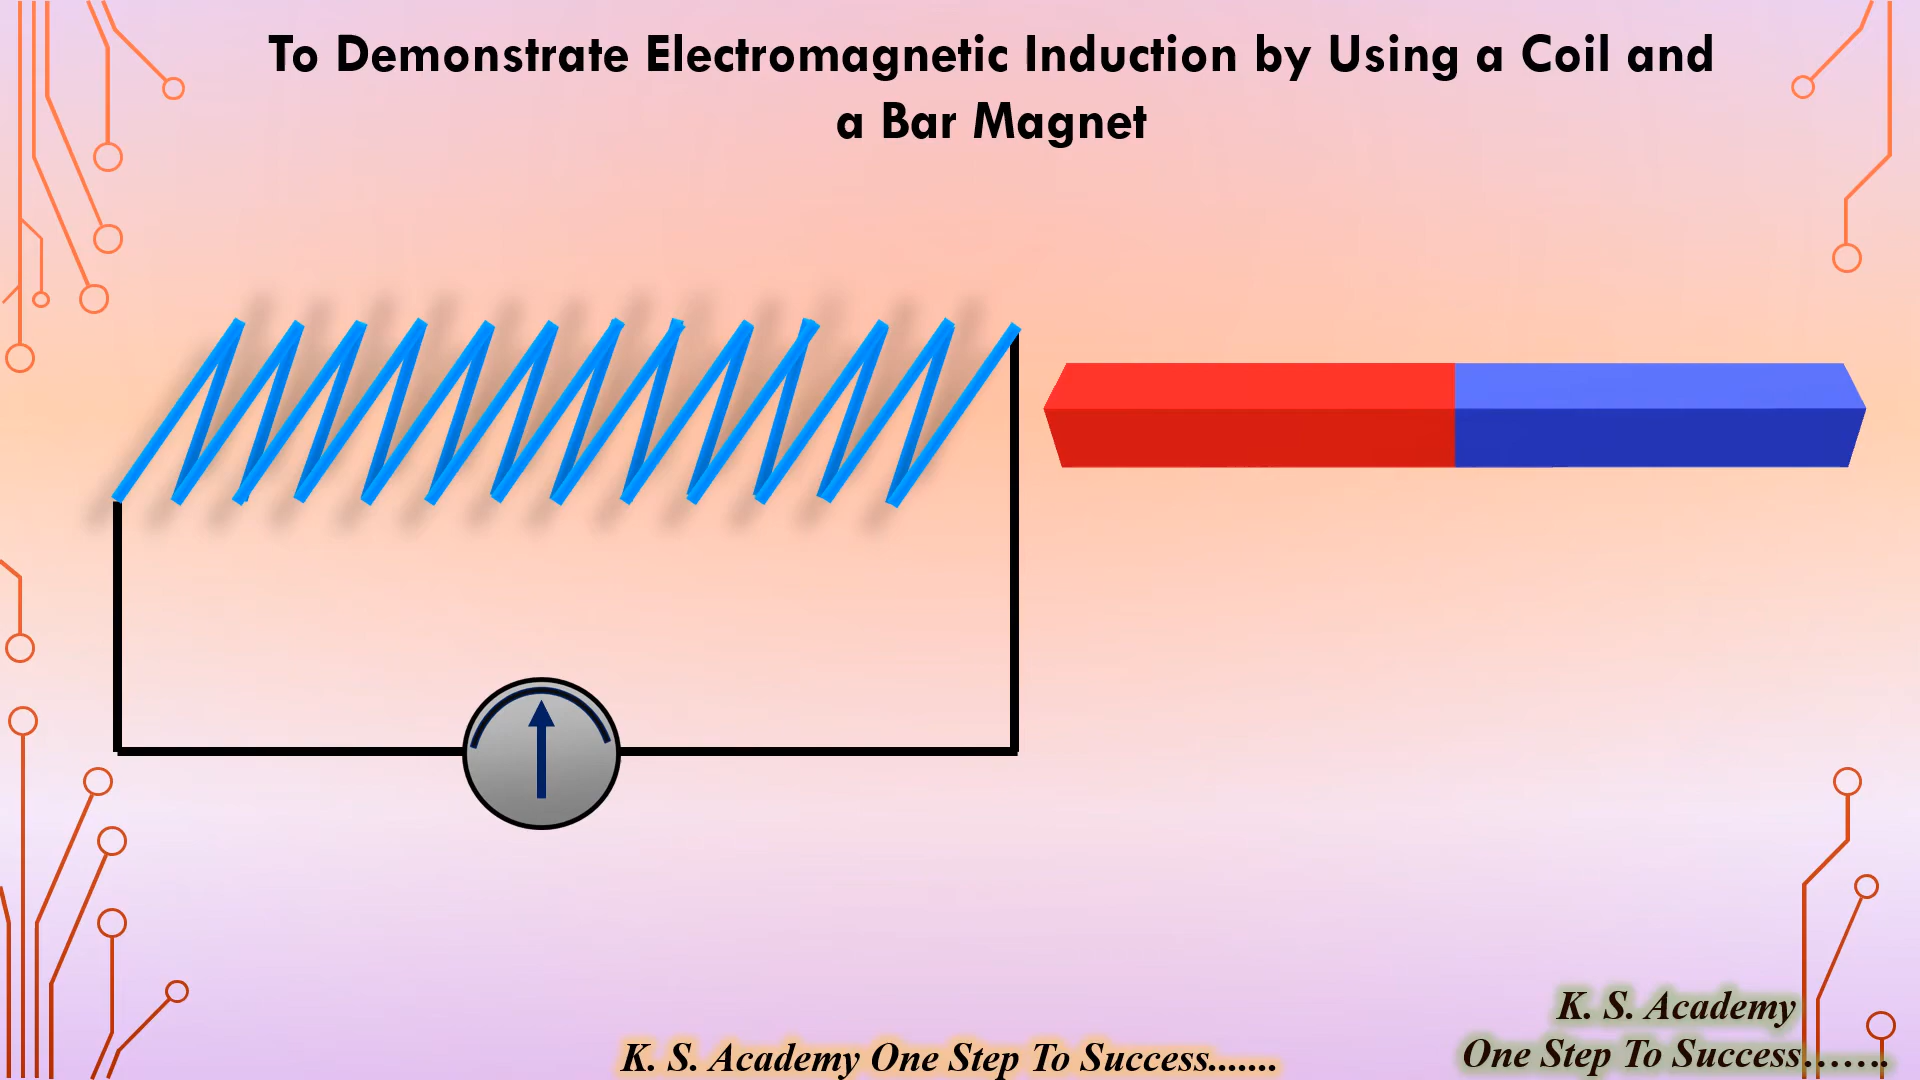 To Demonstrate Electromagnetic Induction by Using a Coil and
a Bar Magnet
K. S. Academy
One Step To Success.......
K. S. Academy One Step To Success.......